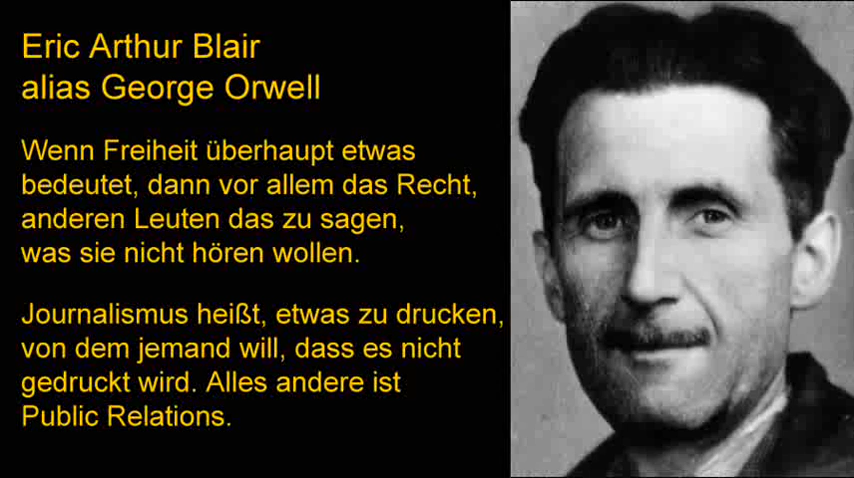 Eric Arthur Blair
alias George Orwell
Wenn Freiheit überhaupt etwas
bedeutet, dann vor allem das Recht,
anderen Leuten das zu sagen,
was sie nicht hören wollen.
Journalismus heißt, etwas zu drucken,
von dem jemand will, dass es nicht
gedruckt wird. Alles andere ist
Public Relations.